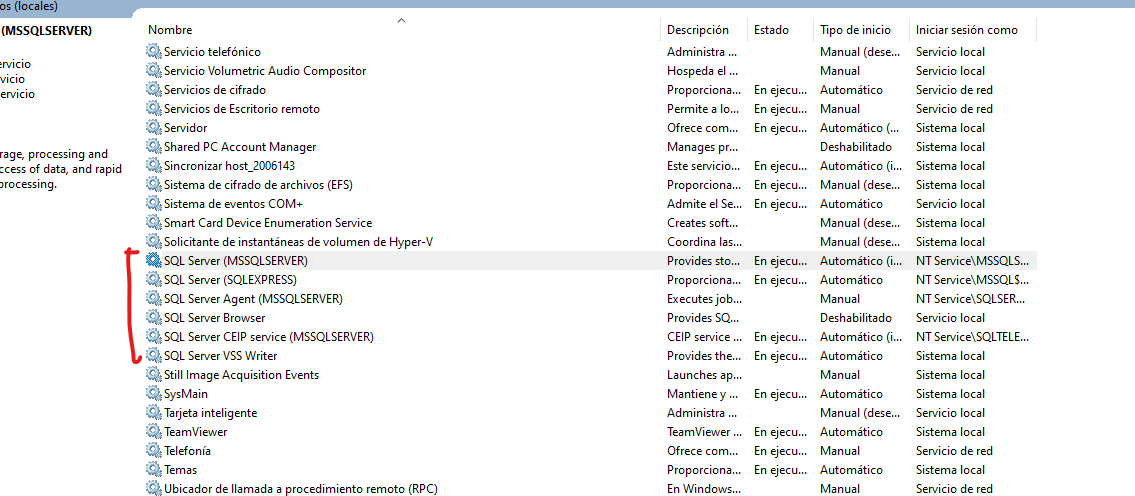 os (locales)
(MSSQLSERVER)
ervicio
vicio
ervicio
rage, processing and
ccess of data, and rapid
processing.
Nombre Descripción Estado Tipo de inicio Iniciar sesión como
Servicio telefónico Administra ... Manual (dese... Servicio local
Servicio Volumetric Audio Compositor Hospeda el ... Manual Servicio local
Servicios de cifrado Proporciona... En ejecu... Automático Servicio de red
Servicios de Escritorio remoto Permite a lo... En ejecu... Manual Servicio de red
Servidor Ofrece com... En ejecu... Automático (... Sistema local
Shared PC Account Manager Manages pr... Deshabilitado Sistema local
Sincronizar host_2006143 Este servicio... En ejecu... Automático (i... Sistema local
Sistema de cifrado de archivos (EFS) Proporciona... En ejecu... Manual (dese... Sistema local
Sistema de eventos COM+ Admite el Se... En ejecu... Automático Servicio local
Smart Card Device Enumeration Service Creates soft... Manual (dese... Sistema local
Solicitante de instantáneas de volumen de Hyper-V Coordina las... Manual (dese... Sistema local
SQL Server (MSSQLSERVER) Provides sto... En ejecu... Automático (i... NT Service\MSSQLS...
SQL Server (SQLEXPRESS) Proporciona... En ejecu... Automático NT Service\MSSQL$...
SQL Server Agent (MSSQLSERVER) Executes job... Manual NT Service\SQLSER...
SQL Server Browser Provides SQ... Deshabilitado Servicio local
SQL Server CEIP service (MSSQLSERVER) CEIP service ... En ejecu... Automático (i... NT Service\SQLTELE...
SQL Server VSS Writer Provides the... En ejecu... Automático Sistema local
Still Image Acquisition Events Launches ap... Manual Sistema local
SysMain Mantiene y ... En ejecu... Automático Sistema local
Tarjeta inteligente Administra ... Manual (dese... Servicio local
TeamViewer TeamViewer ... En ejecu... Automático Sistema local
Telefonía Ofrece com... En ejecu... Manual Servicio de red
Temas Proporciona... En ejecu... Automático Sistema local
Ubicador de llamada a procedimiento remoto (RPC) En Windows... Manual Servicio de red